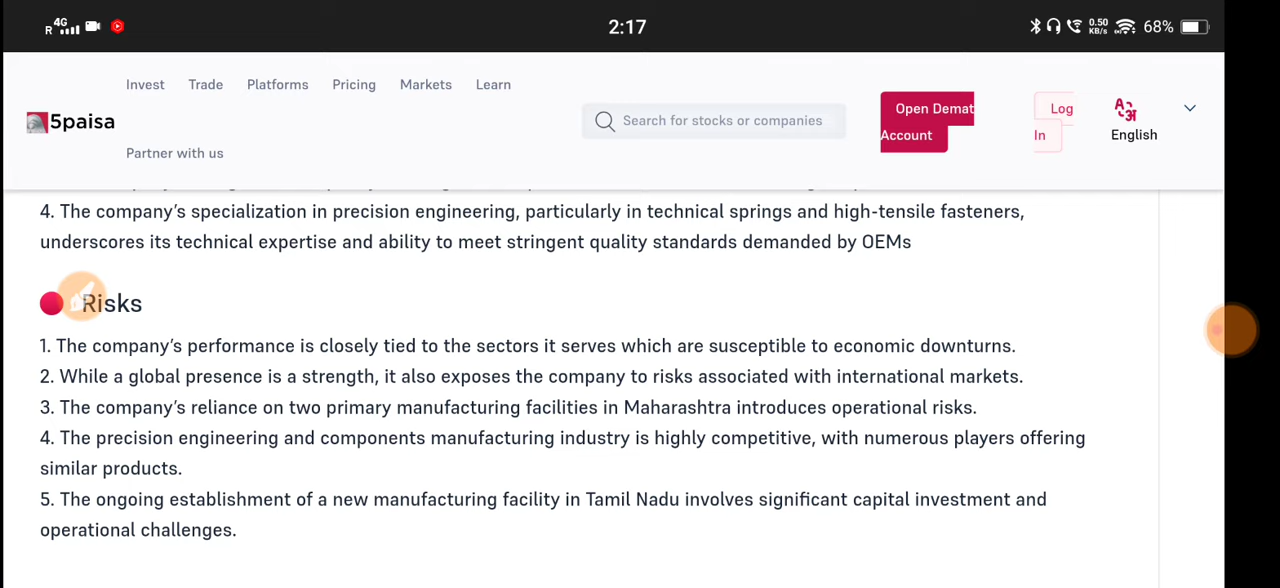 R 4G 2:17 0.50 KB/s 68%
Invest Trade Platforms Pricing Markets Learn
5paisa
Search for stocks or companies
Open Demat Account
Log In
English
Partner with us
4. The company's specialization in precision engineering, particularly in technical springs and high-tensile fasteners,
underscores its technical expertise and ability to meet stringent quality standards demanded by OEMs
Risks
1. The company's performance is closely tied to the sectors it serves which are susceptible to economic downturns.
2. While a global presence is a strength, it also exposes the company to risks associated with international markets.
3. The company's reliance on two primary manufacturing facilities in Maharashtra introduces operational risks.
4. The precision engineering and components manufacturing industry is highly competitive, with numerous players offering
similar products.
5. The ongoing establishment of a new manufacturing facility in Tamil Nadu involves significant capital investment and
operational challenges.